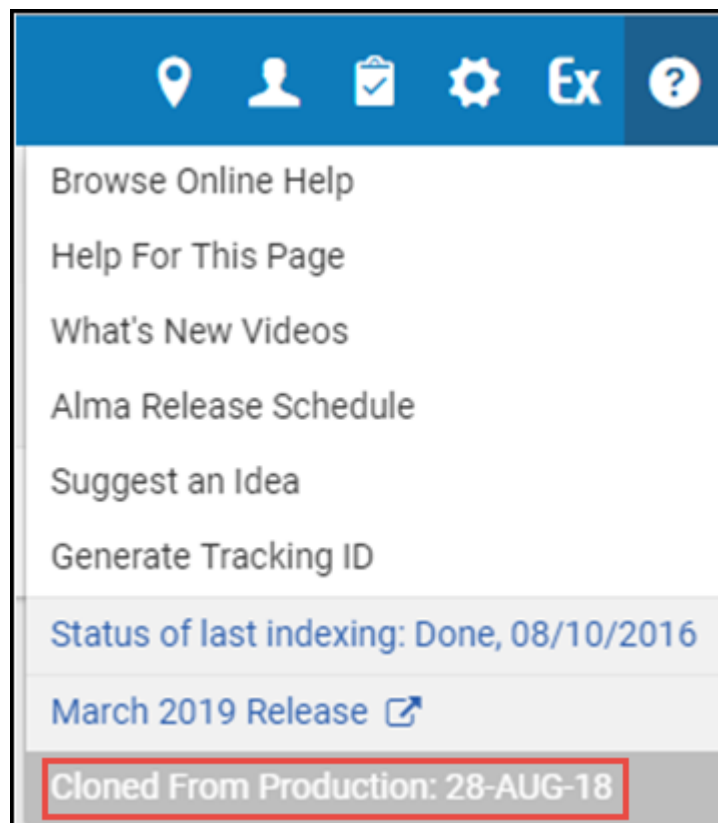 Ex ?
Browse Online Help
Help For This Page
What's New Videos
Alma Release Schedule
Suggest an Idea
Generate Tracking ID
Status of last indexing: Done, 08/10/2016
March 2019 Release
Cloned From Production: 28-AUG-18